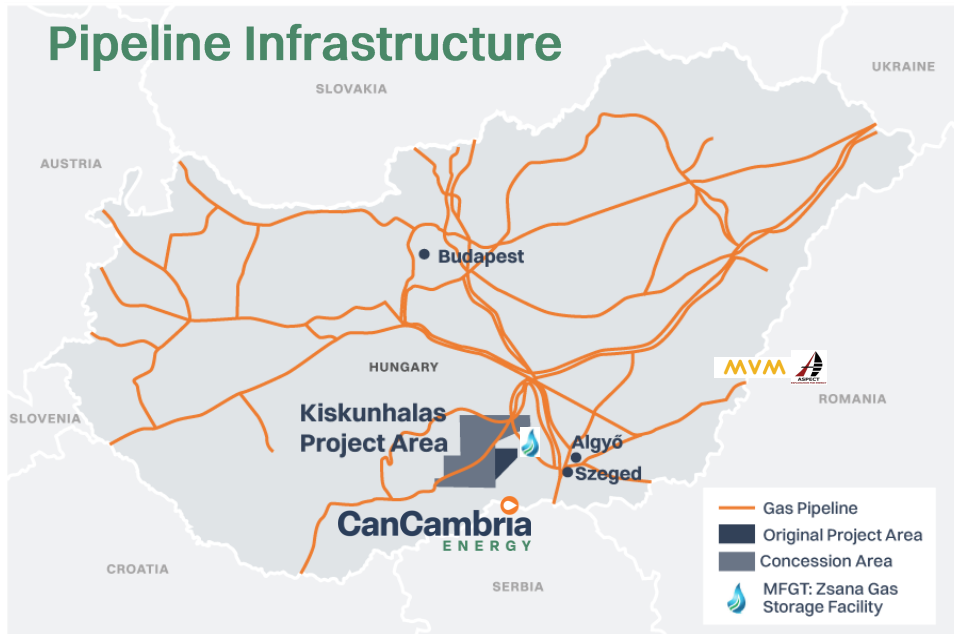 Pipeline Infrastructure
UKRAINE
SLOVAKIA
AUSTRIA
Budapest
HUNGARY
MVM
ASPECT
ROMANIA
Kiskunhalas
Project Area
SLOVENIA
Algyő
Szeged
CanCambria
ENERGY
Gas Pipeline
Original Project Area
Concession Area
MFGT: Zsana Gas
Storage Facility
CROATIA
SERBIA